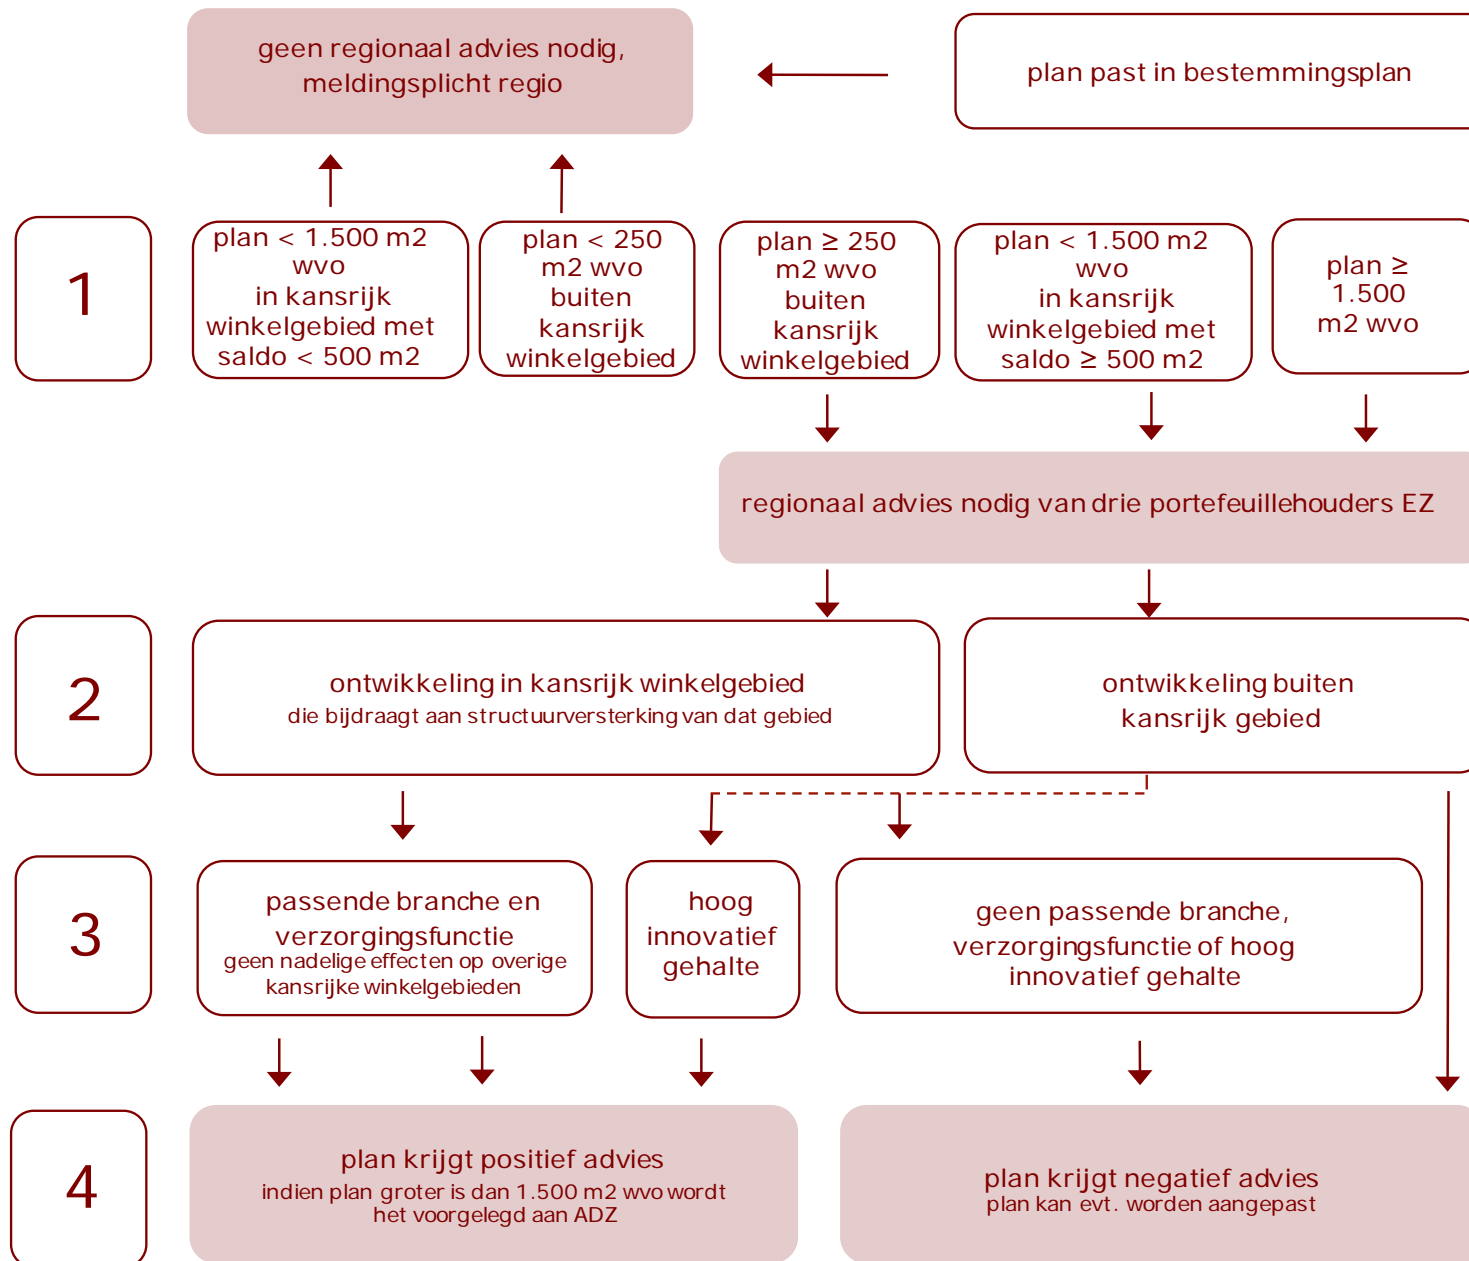 geen regionaal advies nodig,
meldingsplicht regio
plan past in bestemmingsplan
1
plan < 1.500 m2
wvo
in kansrijk
winkelgebied met
saldo < 500 m2
plan < 250
m2 wvo
buiten
kansrijk
winkelgebied
plan ≥ 250
m2 wvo
buiten
kansrijk
winkelgebied
plan < 1.500 m2
wvo
in kansrijk
winkelgebied met
saldo ≥ 500 m2
plan ≥
1.500
m2 wvo
regionaal advies nodig van drie portefeuillehouders EZ
2
ontwikkeling in kansrijk winkelgebied
die bijdraagt aan structuurversterking van dat gebied
ontwikkeling buiten
kansrijk gebied
3
passende branche en
verzorgingsfunctie
geen nadelige effecten op overige
kansrijke winkelgebieden
hoog
innovatief
gehalte
geen passende branche,
verzorgingsfunctie of hoog
innovatief gehalte
4
plan krijgt positief advies
indien plan groter is dan 1.500 m2 wvo wordt
het voorgelegd aan ADZ
plan krijgt negatief advies
plan kan evt. worden aangepast